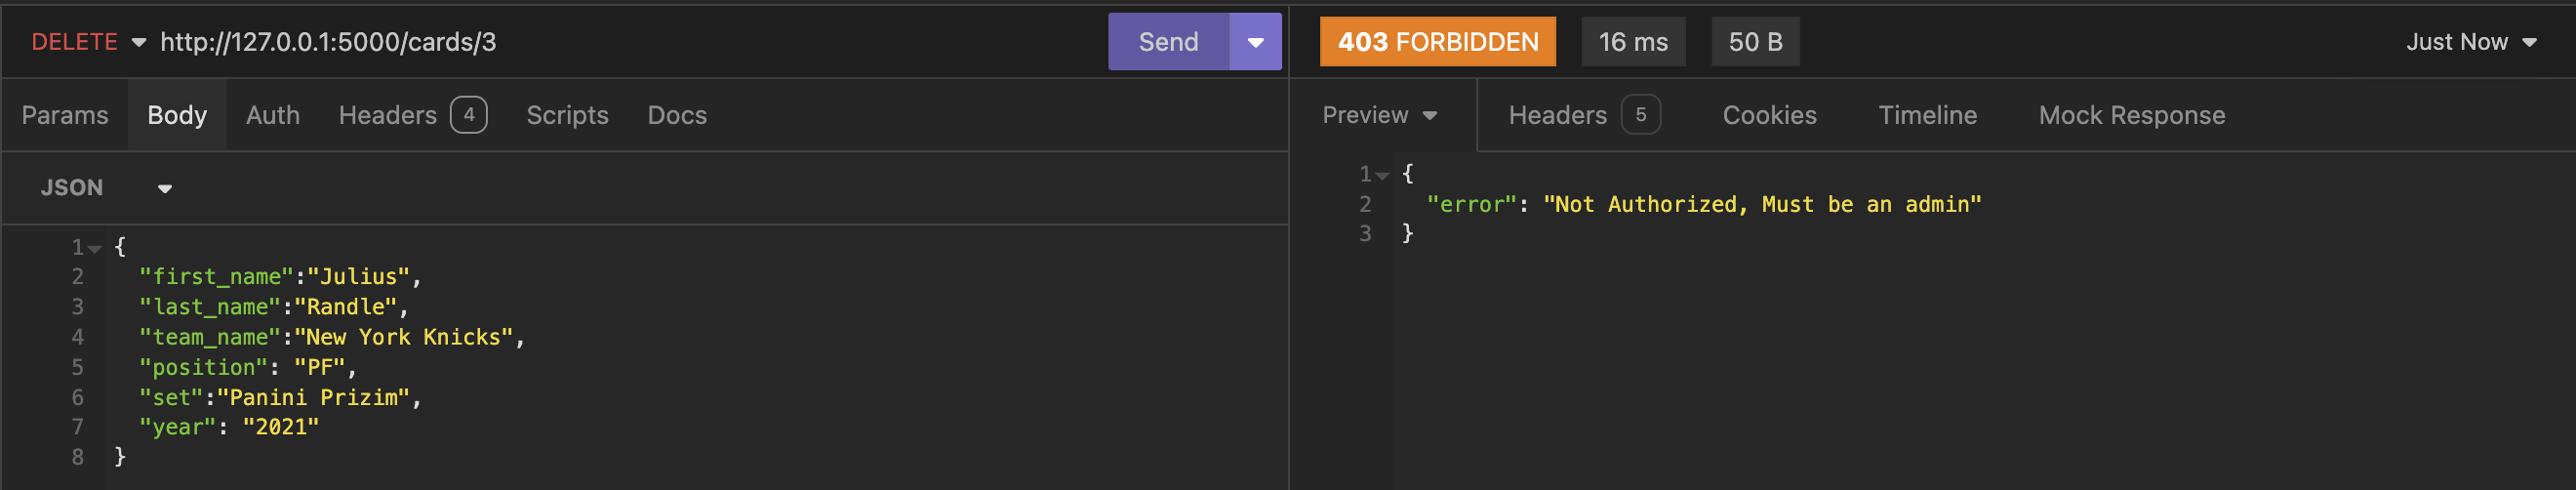 DELETE http://127.0.0.1:5000/cards/3 Send
403 FORBIDDEN 16 ms 50 B Just Now
Params Body Auth Headers 4 Scripts Docs
Preview Headers 5 Cookies Timeline Mock Response
JSON
1 {
2 "first_name":"Julius",
3 "last_name":"Randle",
4 "team_name":"New York Knicks",
5 "position": "PF",
6 "set":"Panini Prizim",
7 "year": "2021"
8 }
1 {
2 "error": "Not Authorized, Must be an admin"
3 }